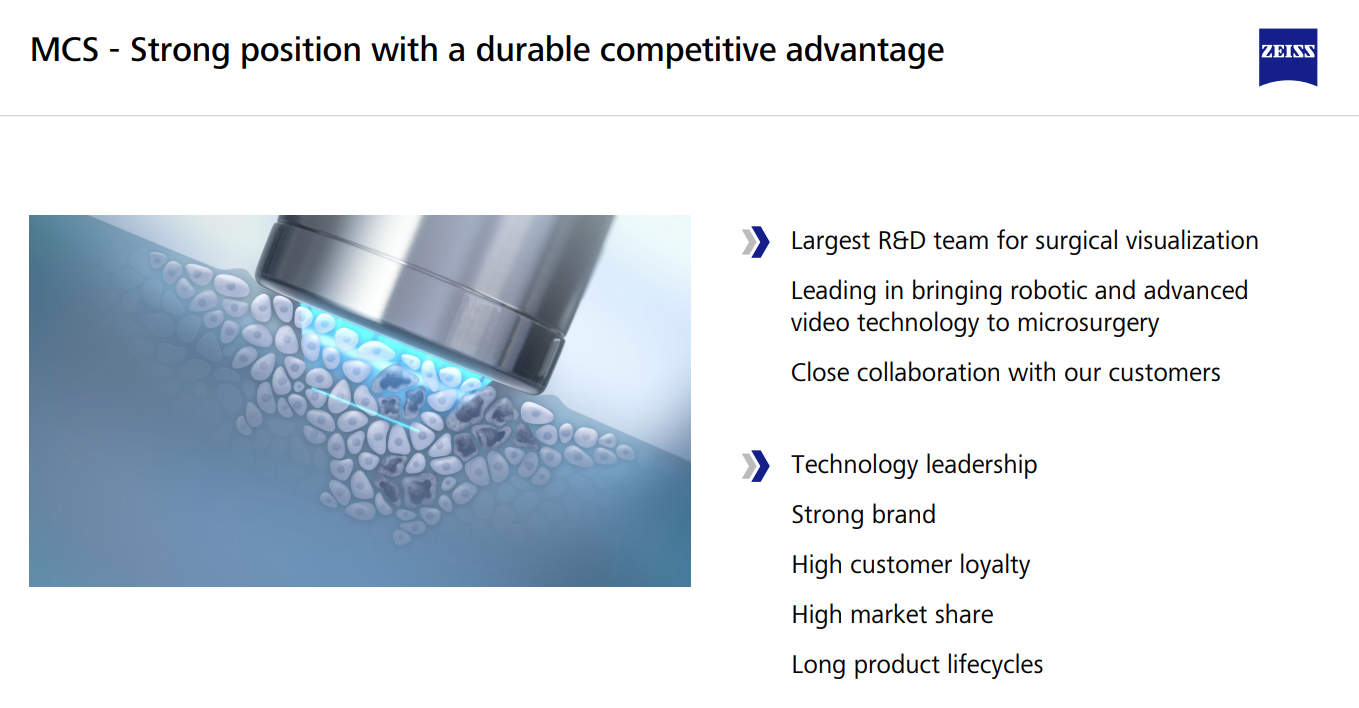 MCS - Strong position with a durable competitive advantage
ZEISS
Largest R&D team for surgical visualization
Leading in bringing robotic and advanced
video technology to microsurgery
Close collaboration with our customers
Technology leadership
Strong brand
High customer loyalty
High market share
Long product lifecycles